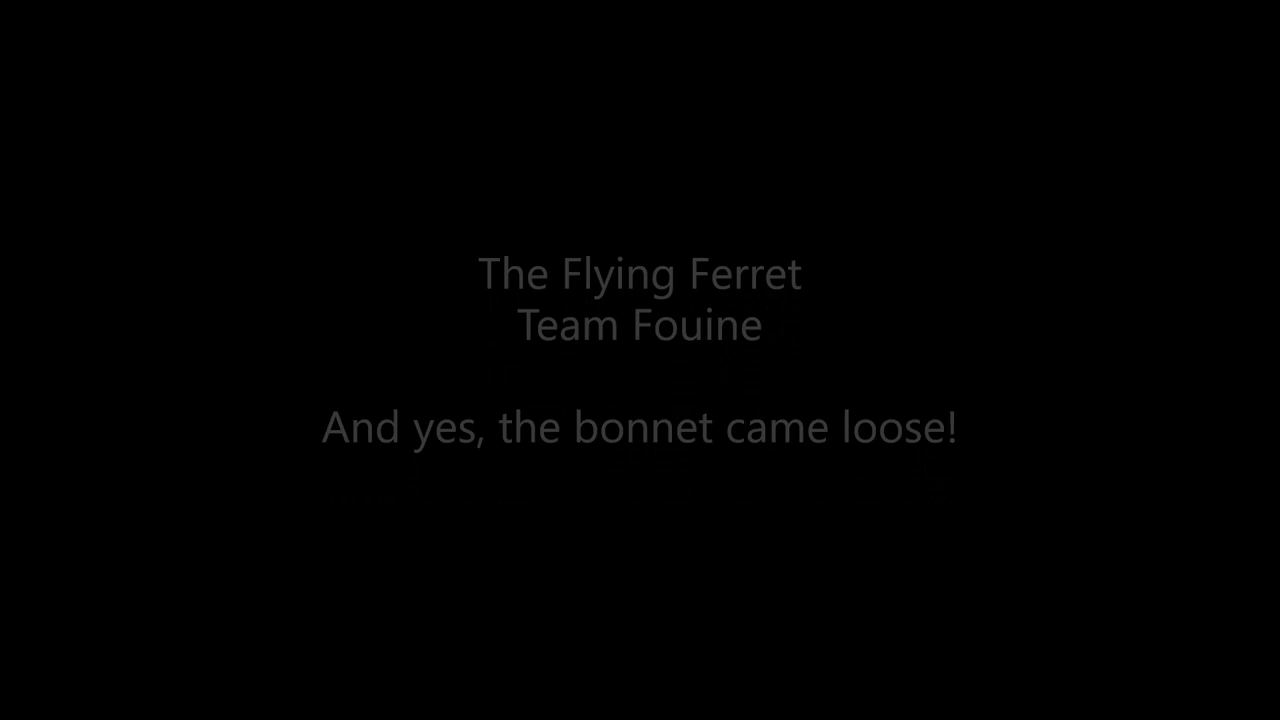 The Flying Ferret
Team Fouine
And yes, the bonnet came loose!